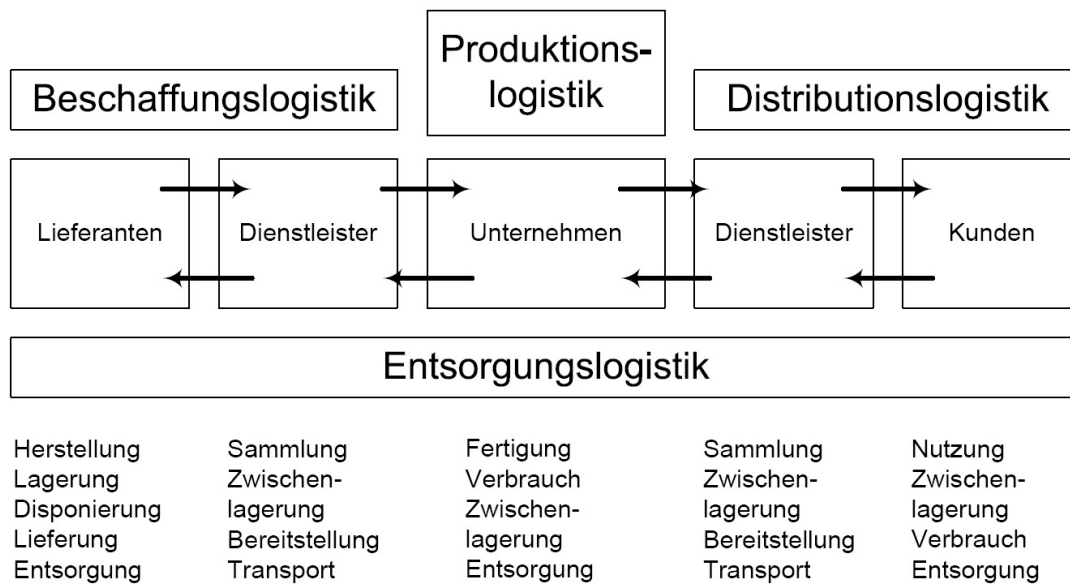 Produktions-
logistik
Beschaffungslogistik
Distributionslogistik
Lieferanten
Dienstleister
Unternehmen
Dienstleister
Kunden
Entsorgungslogistik
Herstellung
Lagerung
Disponierung
Lieferung
Entsorgung
Sammlung
Zwischen-
lagerung
Bereitstellung
Transport
Fertigung
Verbrauch
Zwischen-
lagerung
Entsorgung
Sammlung
Zwischen-
lagerung
Bereitstellung
Transport
Nutzung
Zwischen-
lagerung
Verbrauch
Entsorgung